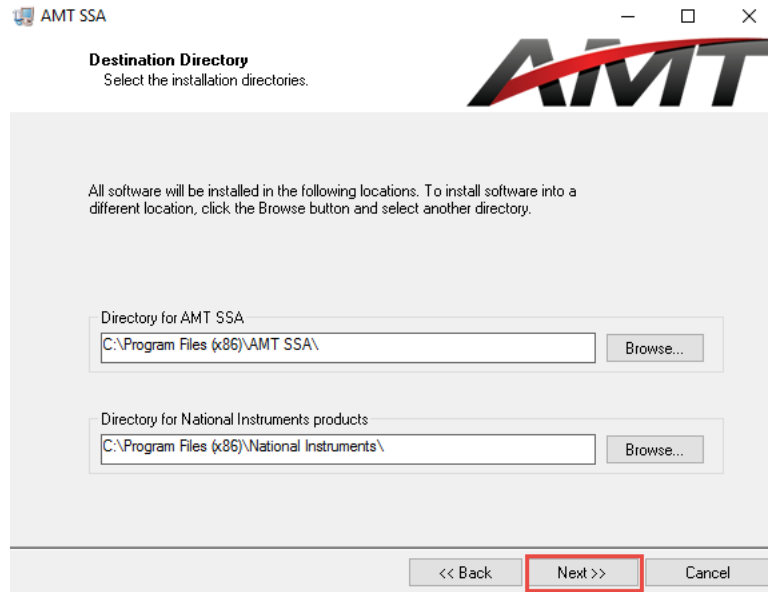 AMT SSA
Destination Directory
Select the installation directories.
AMT
All software will be installed in the following locations. To install software into a
different location, click the Browse button and select another directory.
Directory for AMT SSA
C:\Program Files (x86)\AMT SSA\
Browse...
Directory for National Instruments products
C:\Program Files (x86)\National Instruments\
Browse...
<< Back
Next >>
Cancel